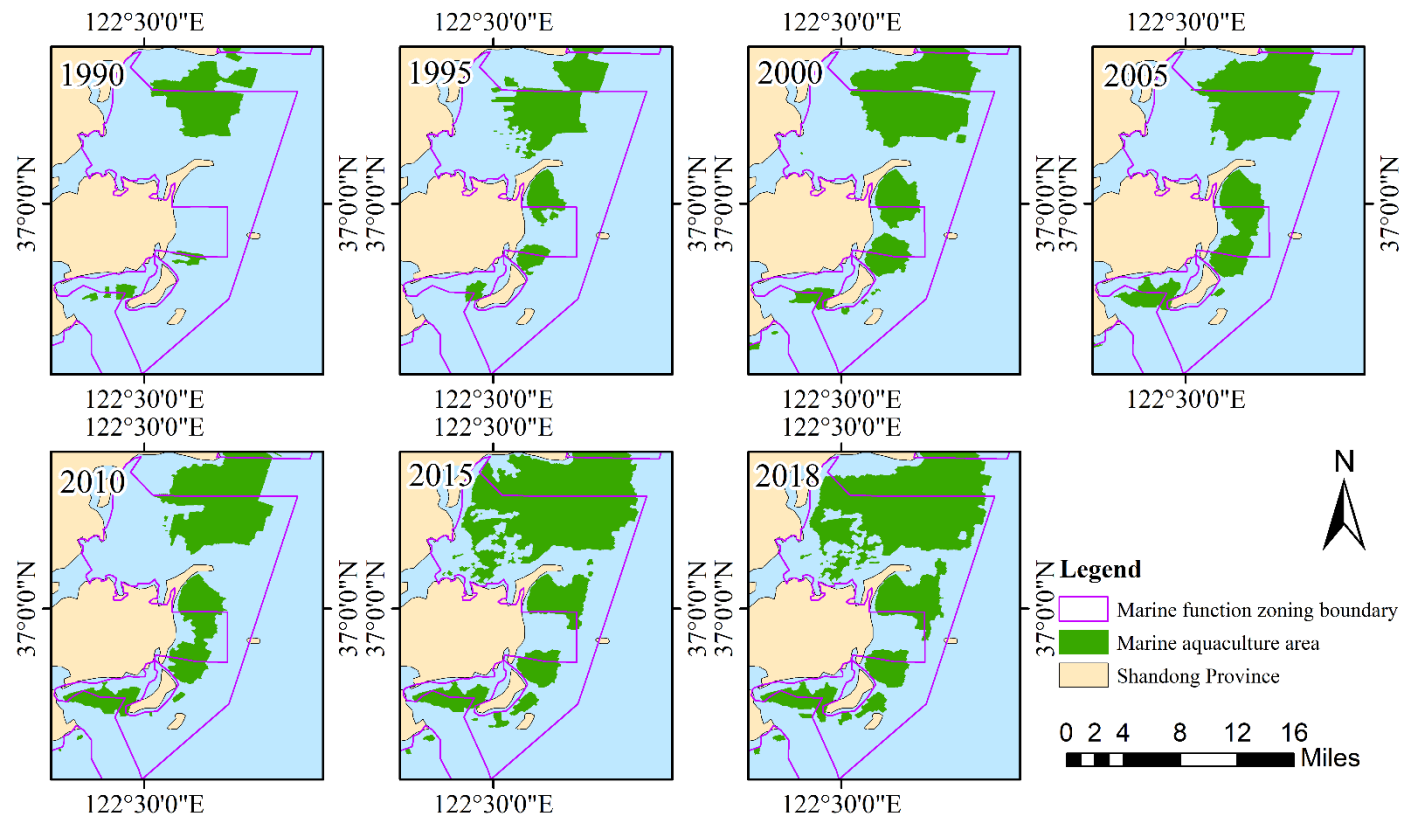 122°30'0"E 122°30'0"E 122°30'0"E 122°30'0"E
1990 1995 2000 2005
37°0'0"N 37°0'0"N 37°0'0"N 37°0'0"N 37°0'0"N 37°0'0"N 37°0'0"N 37°0'0"N
122°30'0"E 122°30'0"E 122°30'0"E 122°30'0"E
122°30'0"E 122°30'0"E 122°30'0"E
2010 2015 2018
N
37°0'0"N 37°0'0"N 37°0'0"N 37°0'0"N 37°0'0"N 37°0'0"N
Legend
Marine function zoning boundary
Marine aquaculture area
Shandong Province
0 2 4 8 12 16
Miles
122°30'0"E 122°30'0"E 122°30'0"E